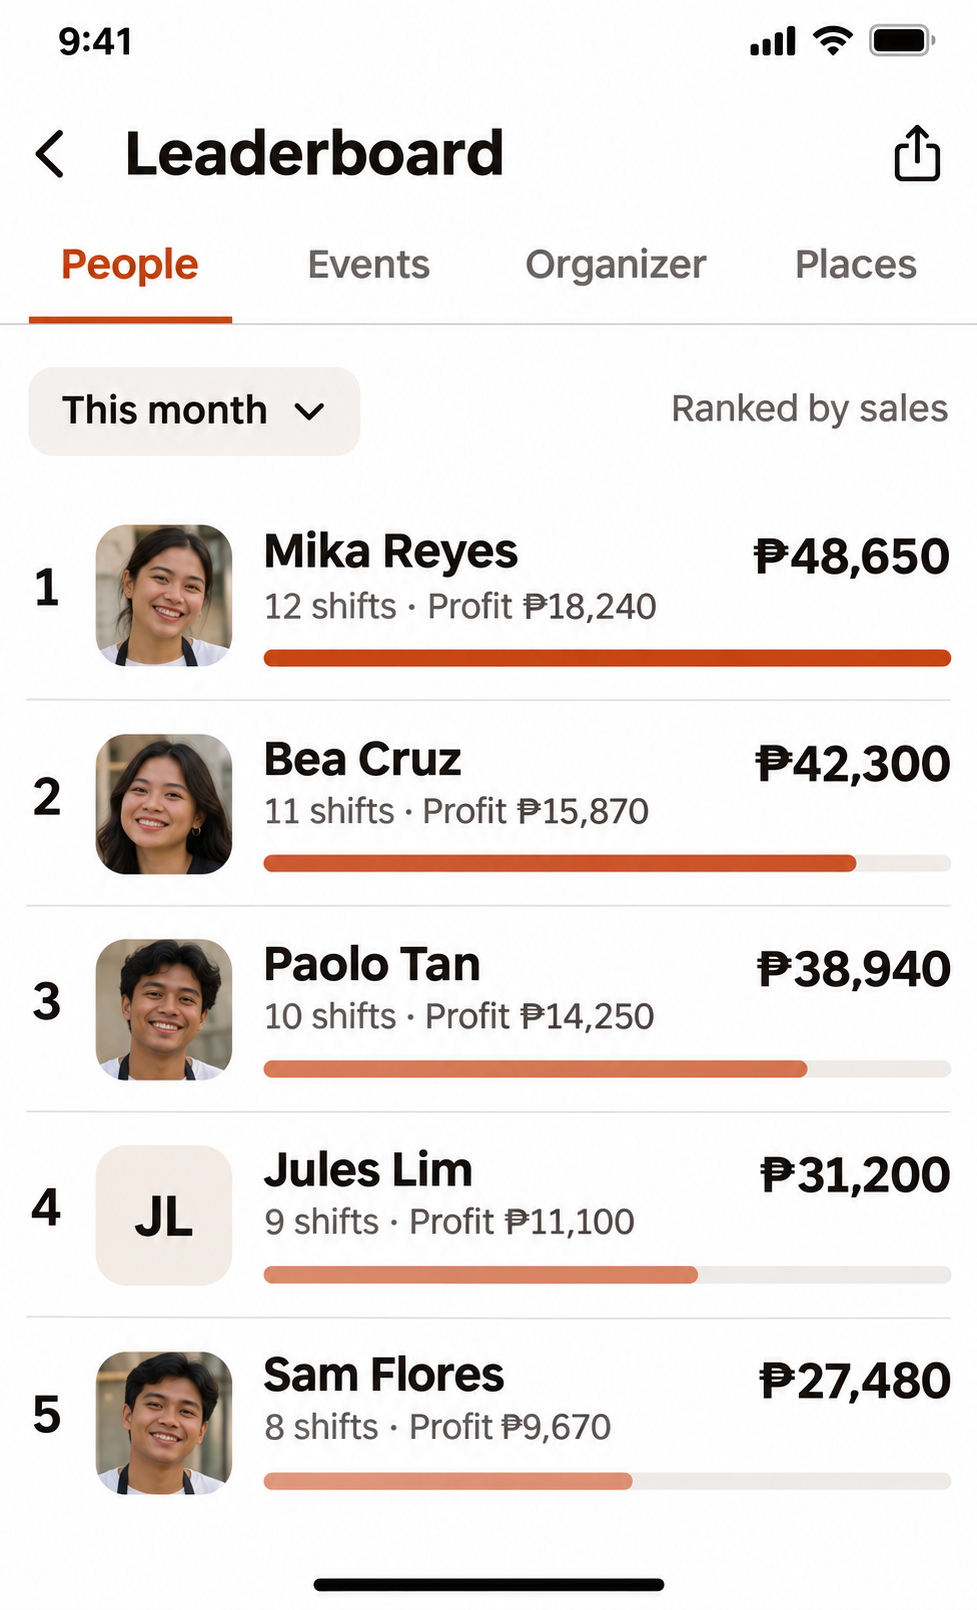 9:41
Leaderboard
People Events Organizer Places
This month Ranked by sales
1 Mika Reyes ₱48,650
12 shifts · Profit ₱18,240
2 Bea Cruz ₱42,300
11 shifts · Profit ₱15,870
3 Paolo Tan ₱38,940
10 shifts · Profit ₱14,250
4 JL Jules Lim ₱31,200
9 shifts · Profit ₱11,100
5 Sam Flores ₱27,480
8 shifts · Profit ₱9,670